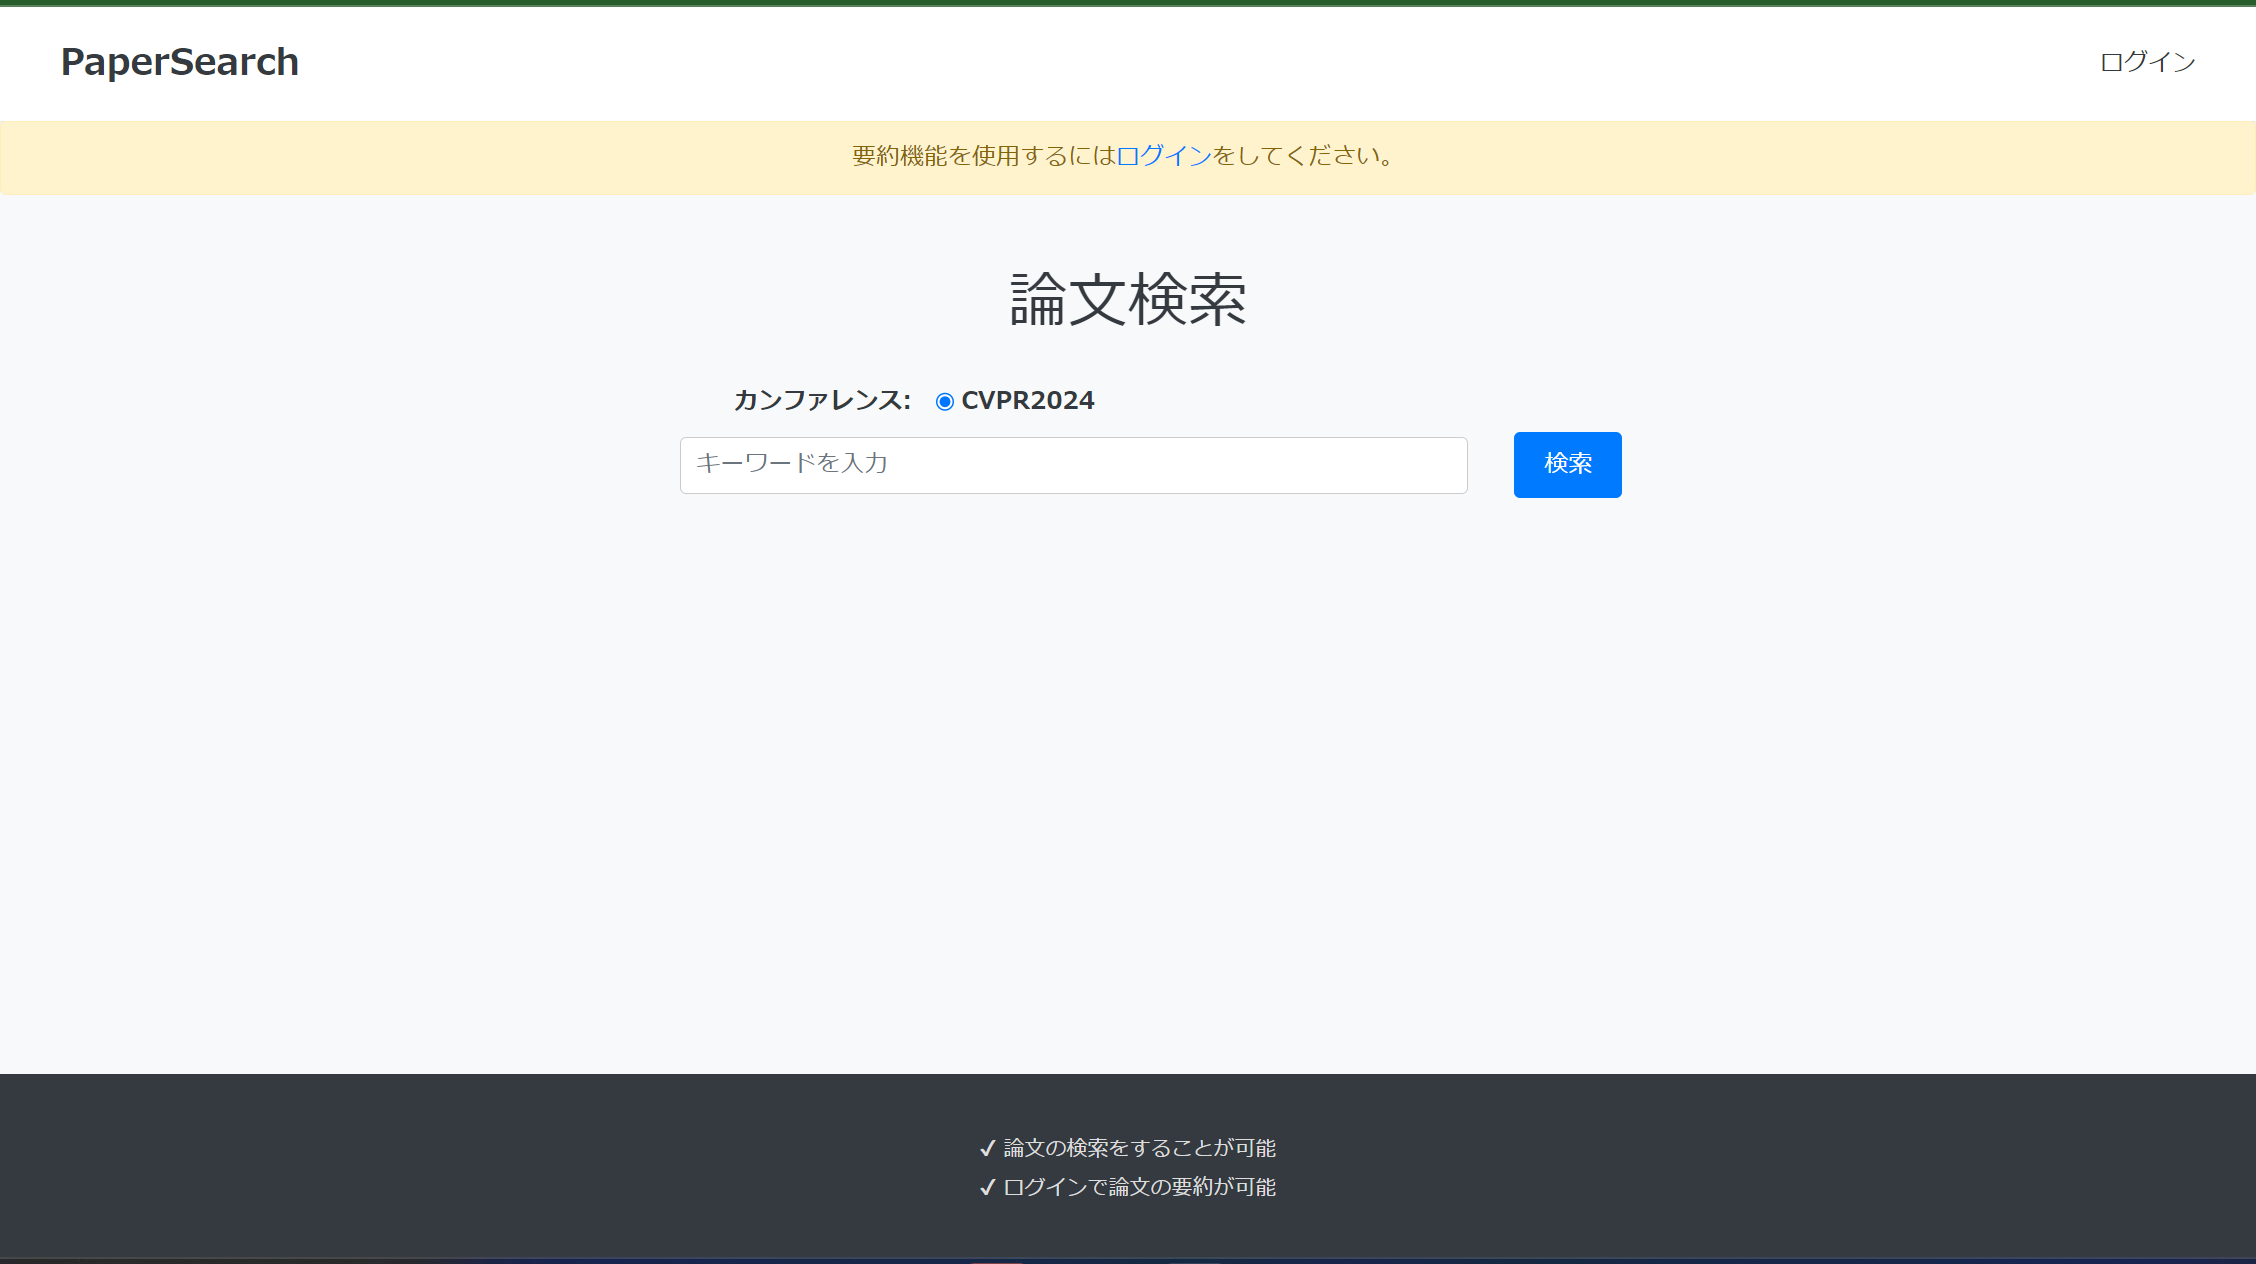 PaperSearch
ログイン
要約機能を使用するにはログインをしてください。
論文検索
カンファレンス: CVPR2024
キーワードを入力
検索
✓ 論文の検索をすることが可能
✓ ログインで論文の要約が可能